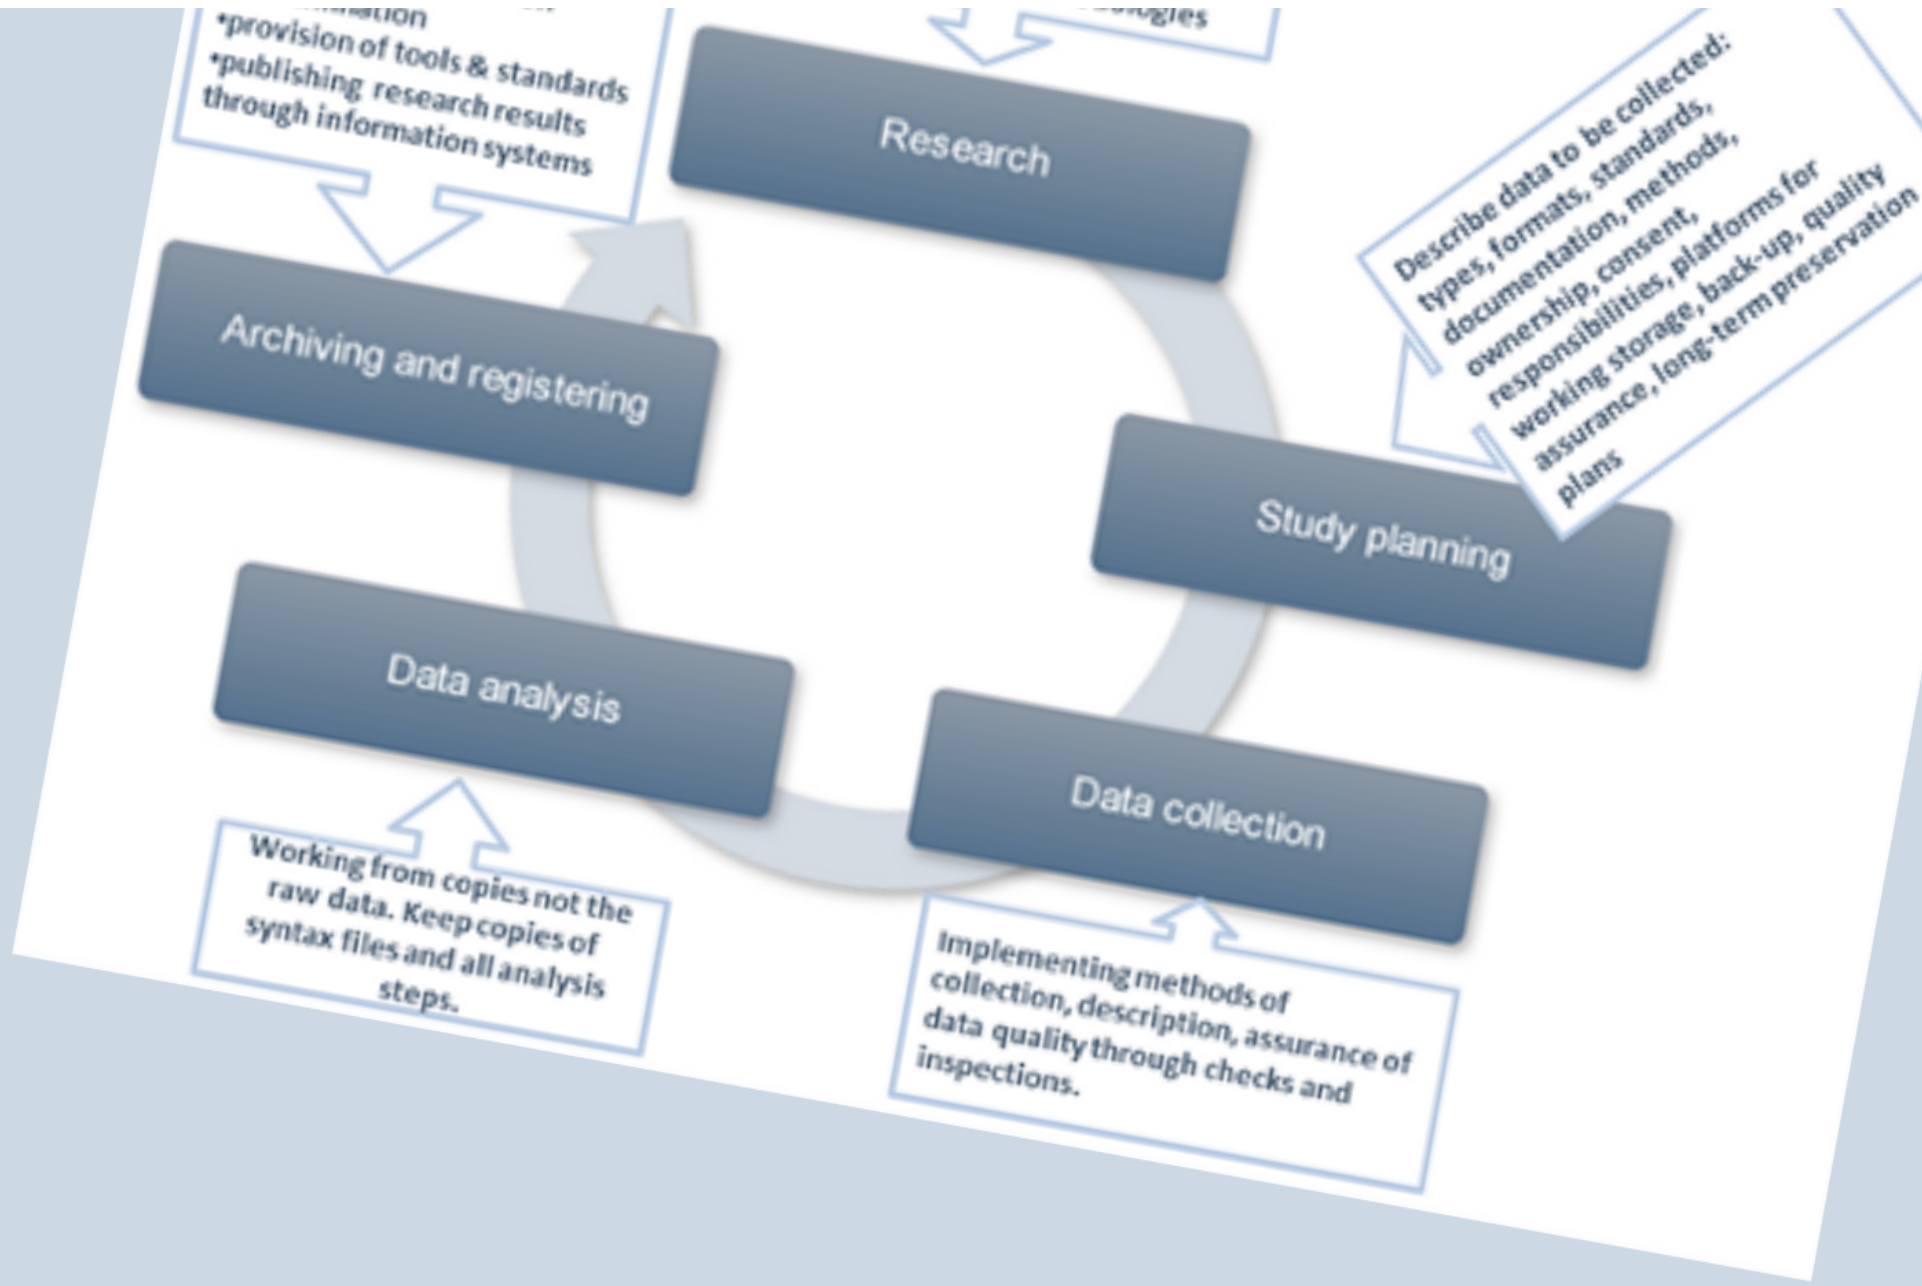 •provision of tools & standards
•publishing research results
through information systems
Research
Describe data to be collected:
types, formats, standards,
documentation, methods,
ownership, consent,
responsibilities, platforms for
working storage, back-up, quality
assurance, long-term preservation
plans
Archiving and registering
Study planning
Data analysis
Data collection
Working from copies not the
raw data. Keep copies of
syntax files and all analysis
steps.
Implementing methods of
collection, description, assurance of
data quality through checks and
inspections.